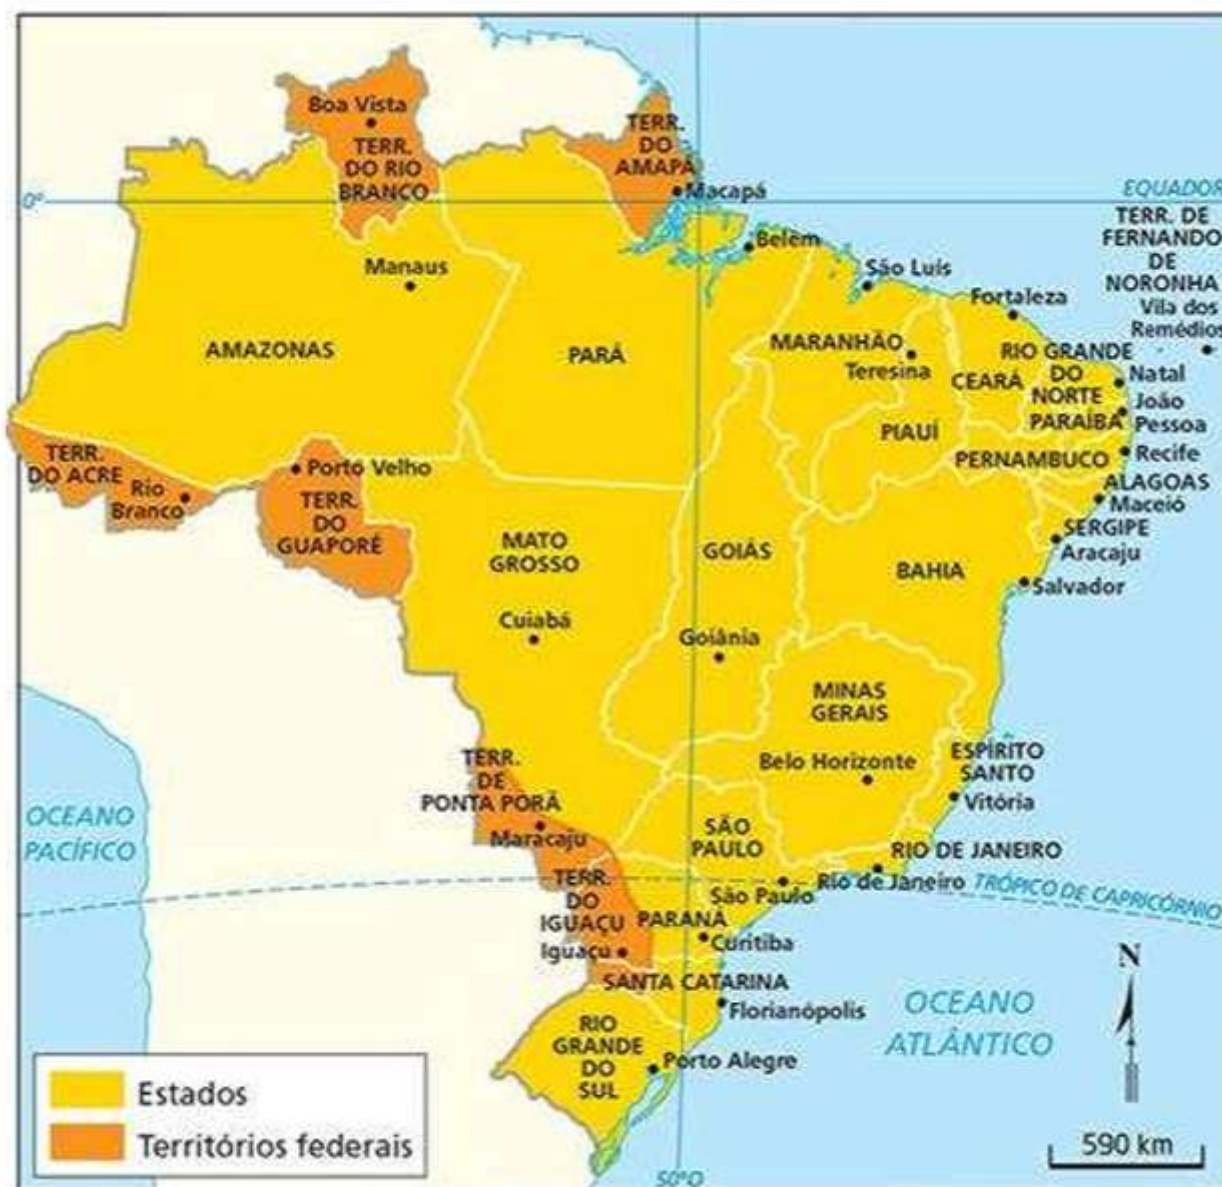 Boa Vista
TERR.
DO RIO
BRANCO
TERR.
DO
AMAPÁ
Macapá
0°
EQUADOR
TERR. DE
FERNANDO
DE
NORONHA
Vila dos
Remédios
Belém
São Luís
Fortaleza
Manaus
AMAZONAS
PARÁ
MARANHÃO
Teresina
CEARÁ
RIO GRANDE
DO
NORTE
Natal
PARAÍBA
João
Pessoa
PIAUÍ
PERNAMBUCO
Recife
ALAGOAS
Maceió
SERGIPE
Aracaju
TERR.
DO ACRE
Rio
Branco
Porto Velho
TERR.
DO
GUAPORÉ
MATO
GROSSO
GOIÁS
BAHIA
Salvador
Cuiabá
Goiânia
MINAS
GERAIS
Belo Horizonte
ESPÍRITO
SANTO
Vitória
TERR.
DE
PONTA PORÃ
Maracaju
OCEANO
PACÍFICO
SÃO
PAULO
RIO DE JANEIRO
Rio de Janeiro
São Paulo
TRÓPICO DE CAPRICÓRNIO
TERR.
DO
IGUAÇU
Iguaçu
PARANÁ
Curitiba
SANTA CATARINA
Florianópolis
RIO
GRANDE
DO
SUL
Porto Alegre
OCEANO
ATLÂNTICO
N
Estados
Territórios federais
50°O
590 km